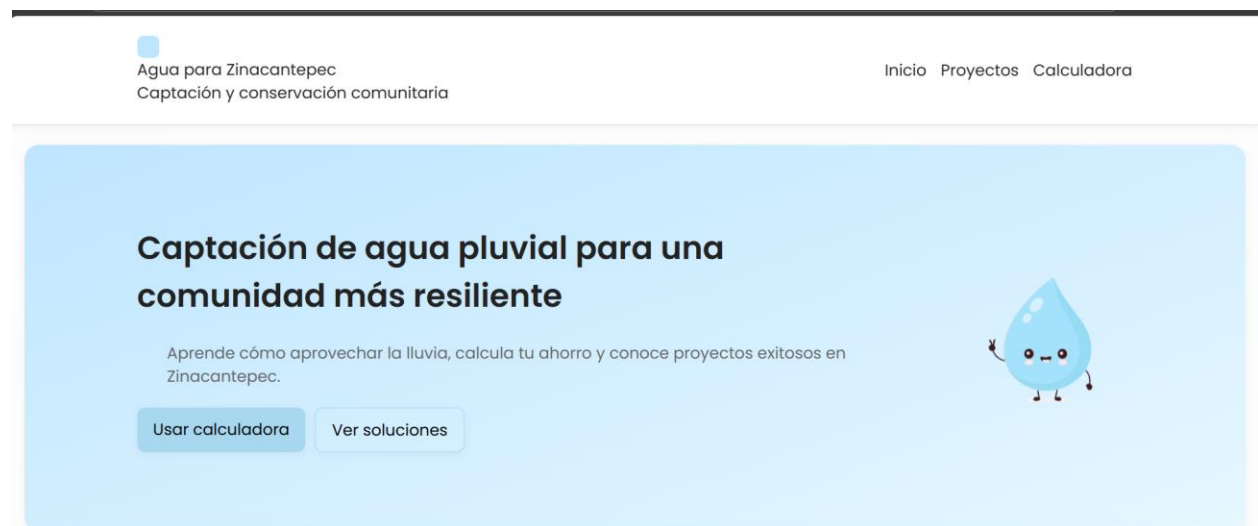 Agua para Zinacantepec
Captación y conservación comunitaria
Inicio Proyectos Calculadora
Captación de agua pluvial para una
comunidad más resiliente
Aprende cómo aprovechar la lluvia, calcula tu ahorro y conoce proyectos exitosos en
Zinacantepec.
Usar calculadora Ver soluciones